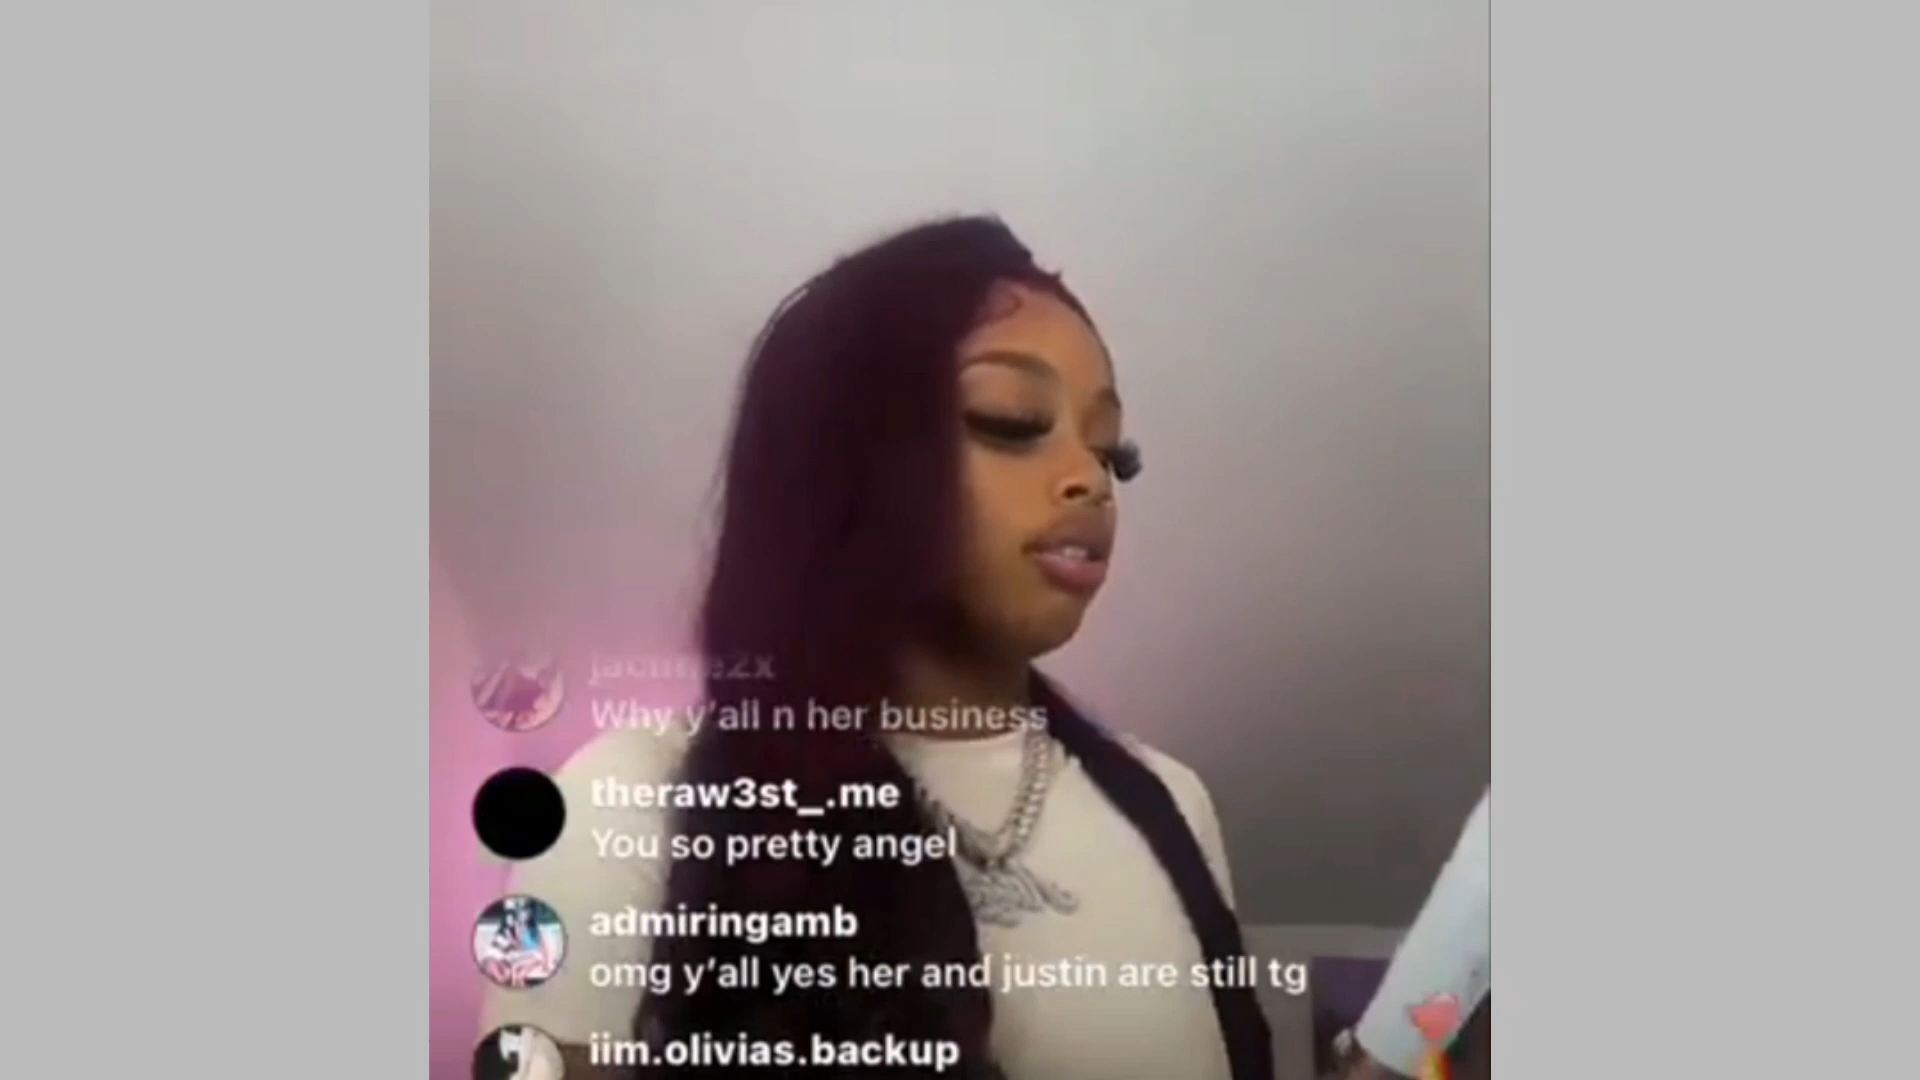 Why y'all n her business
theraw3st_.me
You so pretty angel
admiringamb
omg y'all yes her and justin are still tg
iim.olivias.backup